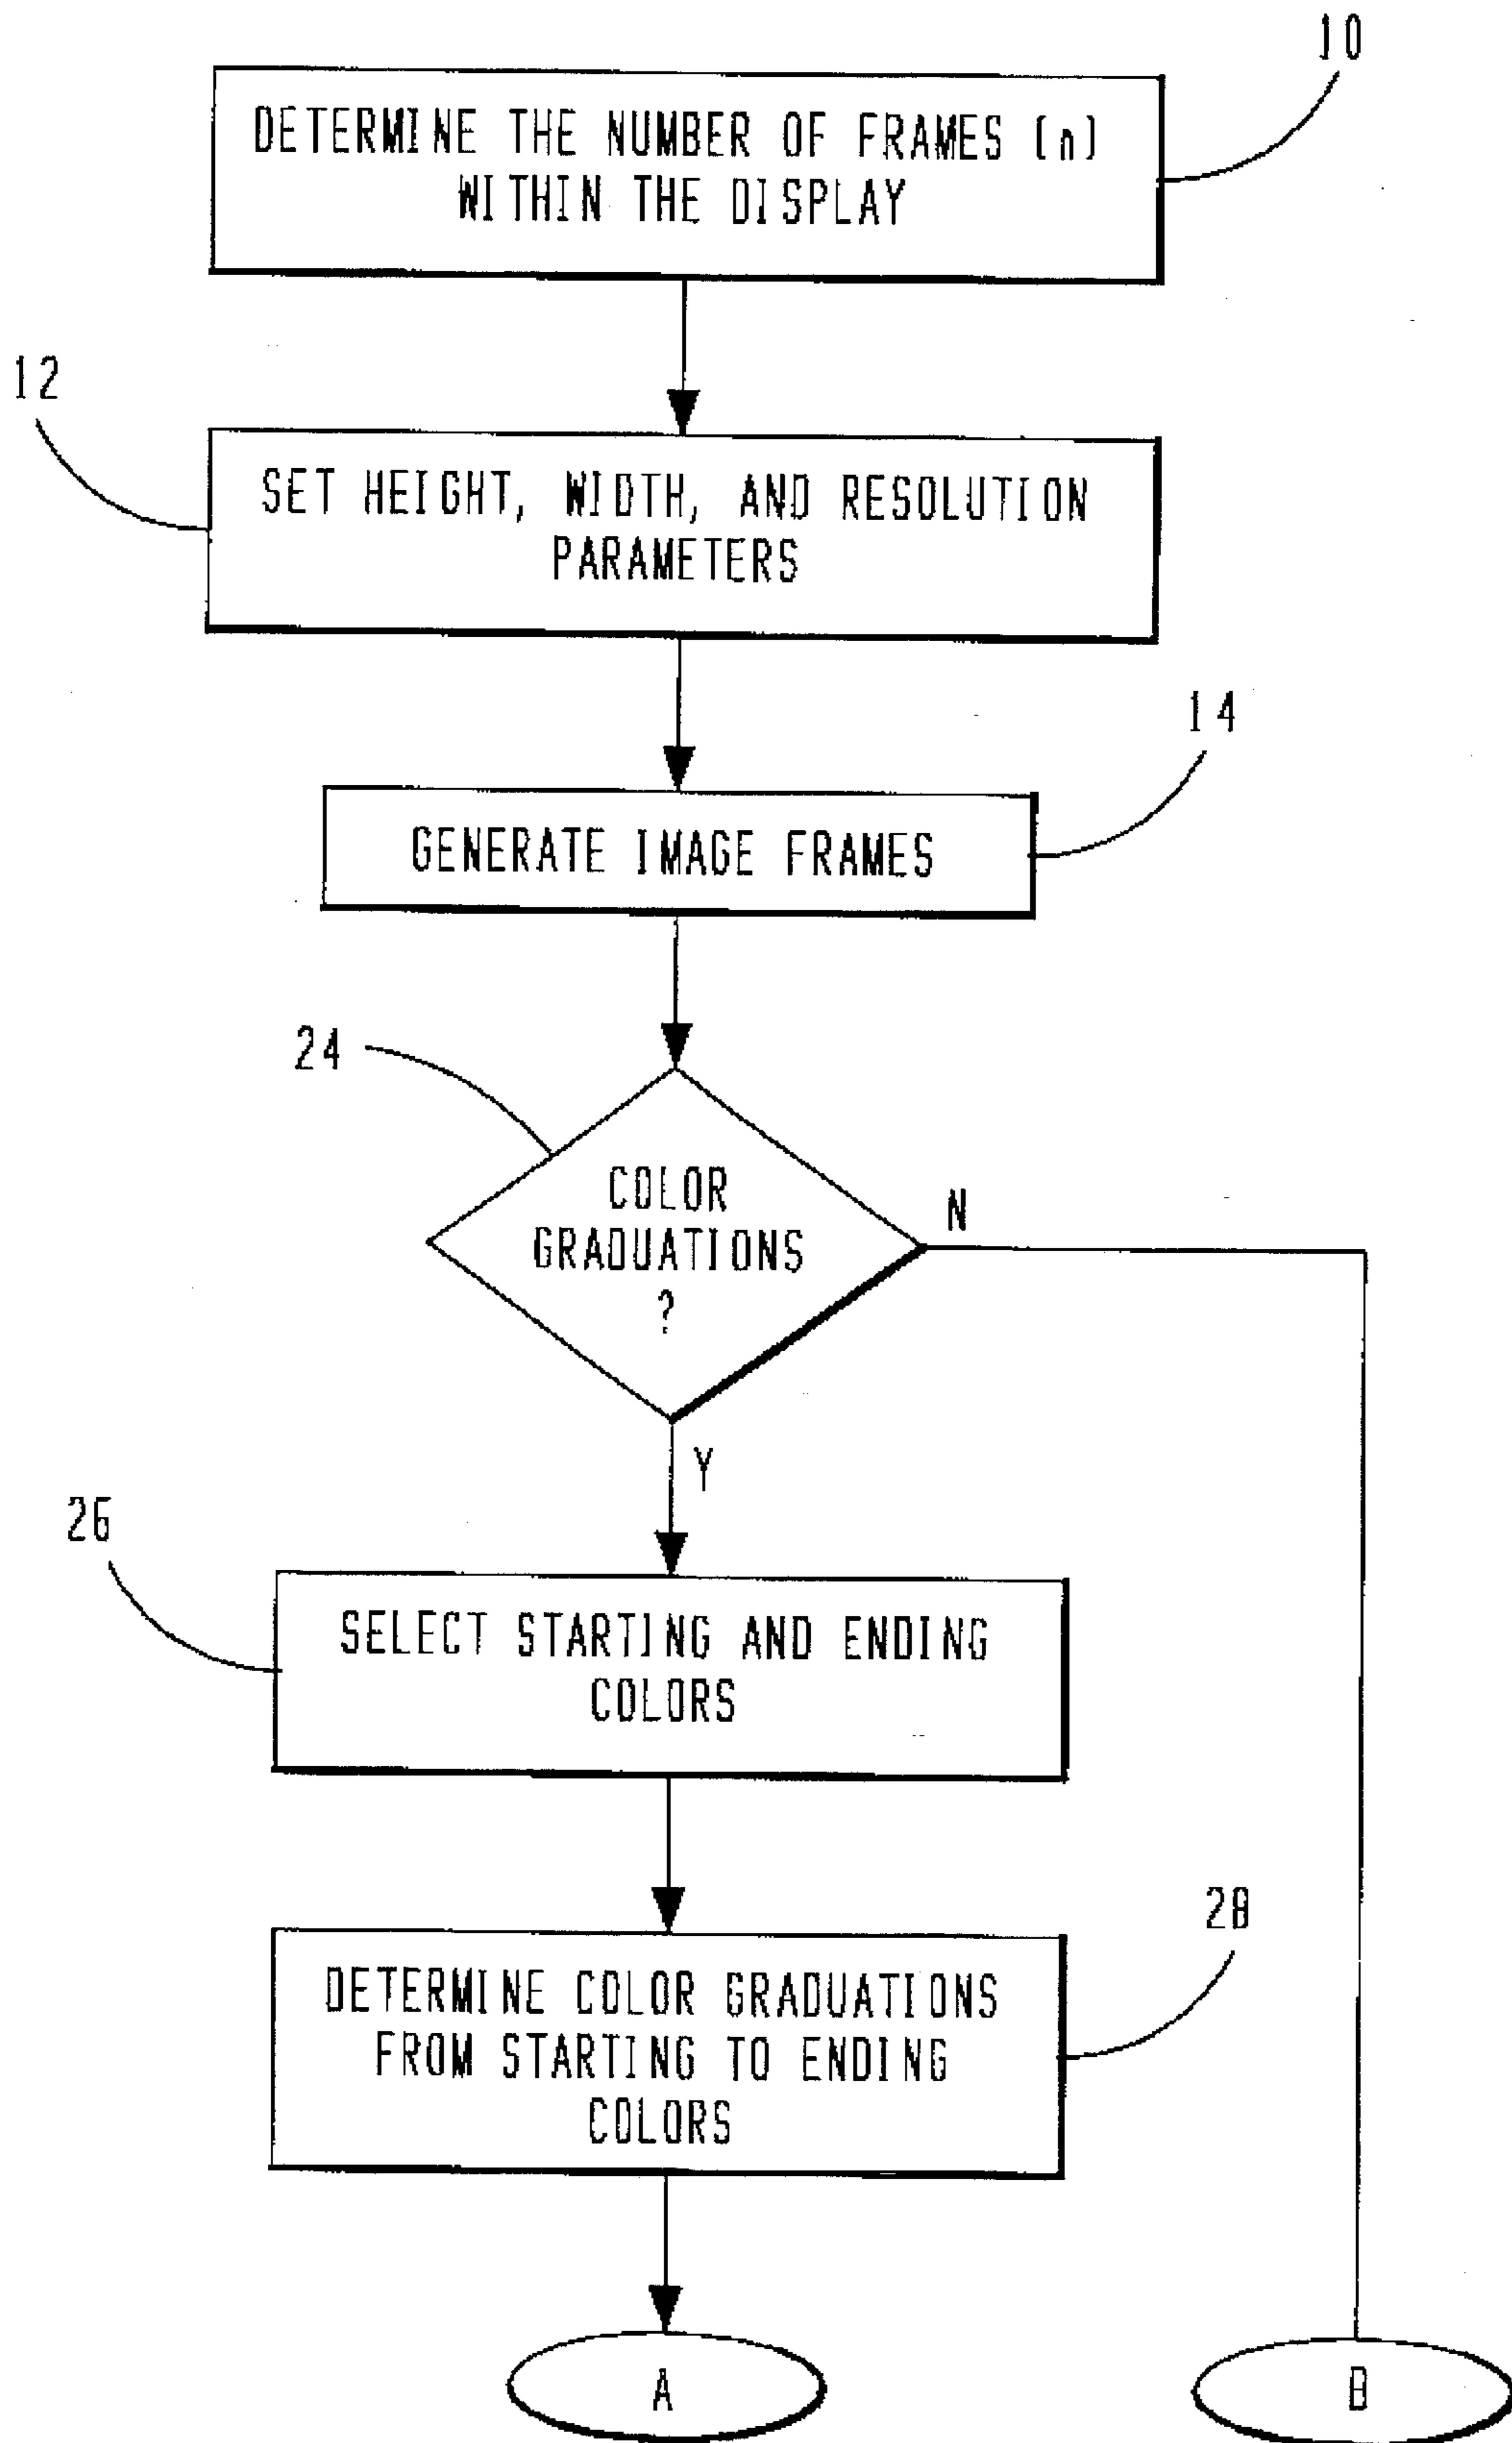 10
DETERMINE THE NUMBER OF FRAMES (n)
WITHIN THE DISPLAY
12
SET HEIGHT, WIDTH, AND RESOLUTION
PARAMETERS
14
GENERATE IMAGE FRAMES
24
COLOR
GRADUATIONS
?
N
Y
26
SELECT STARTING AND ENDING
COLORS
28
DETERMINE COLOR GRADUATIONS
FROM STARTING TO ENDING
COLORS
A
B